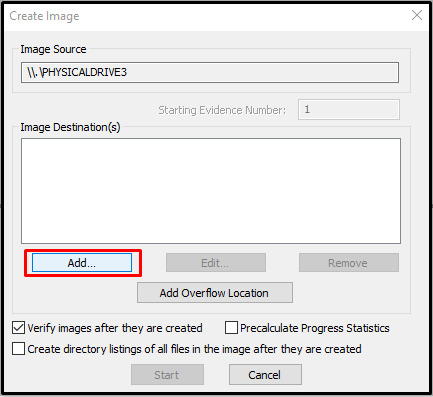 Create Image
Image Source
\\.\PHYSICALDRIVE3
Starting Evidence Number: 1
Image Destination(s)
Add... Edit... Remove
Add Overflow Location
Verify images after they are created Precalculate Progress Statistics
Create directory listings of all files in the image after they are created
Start Cancel